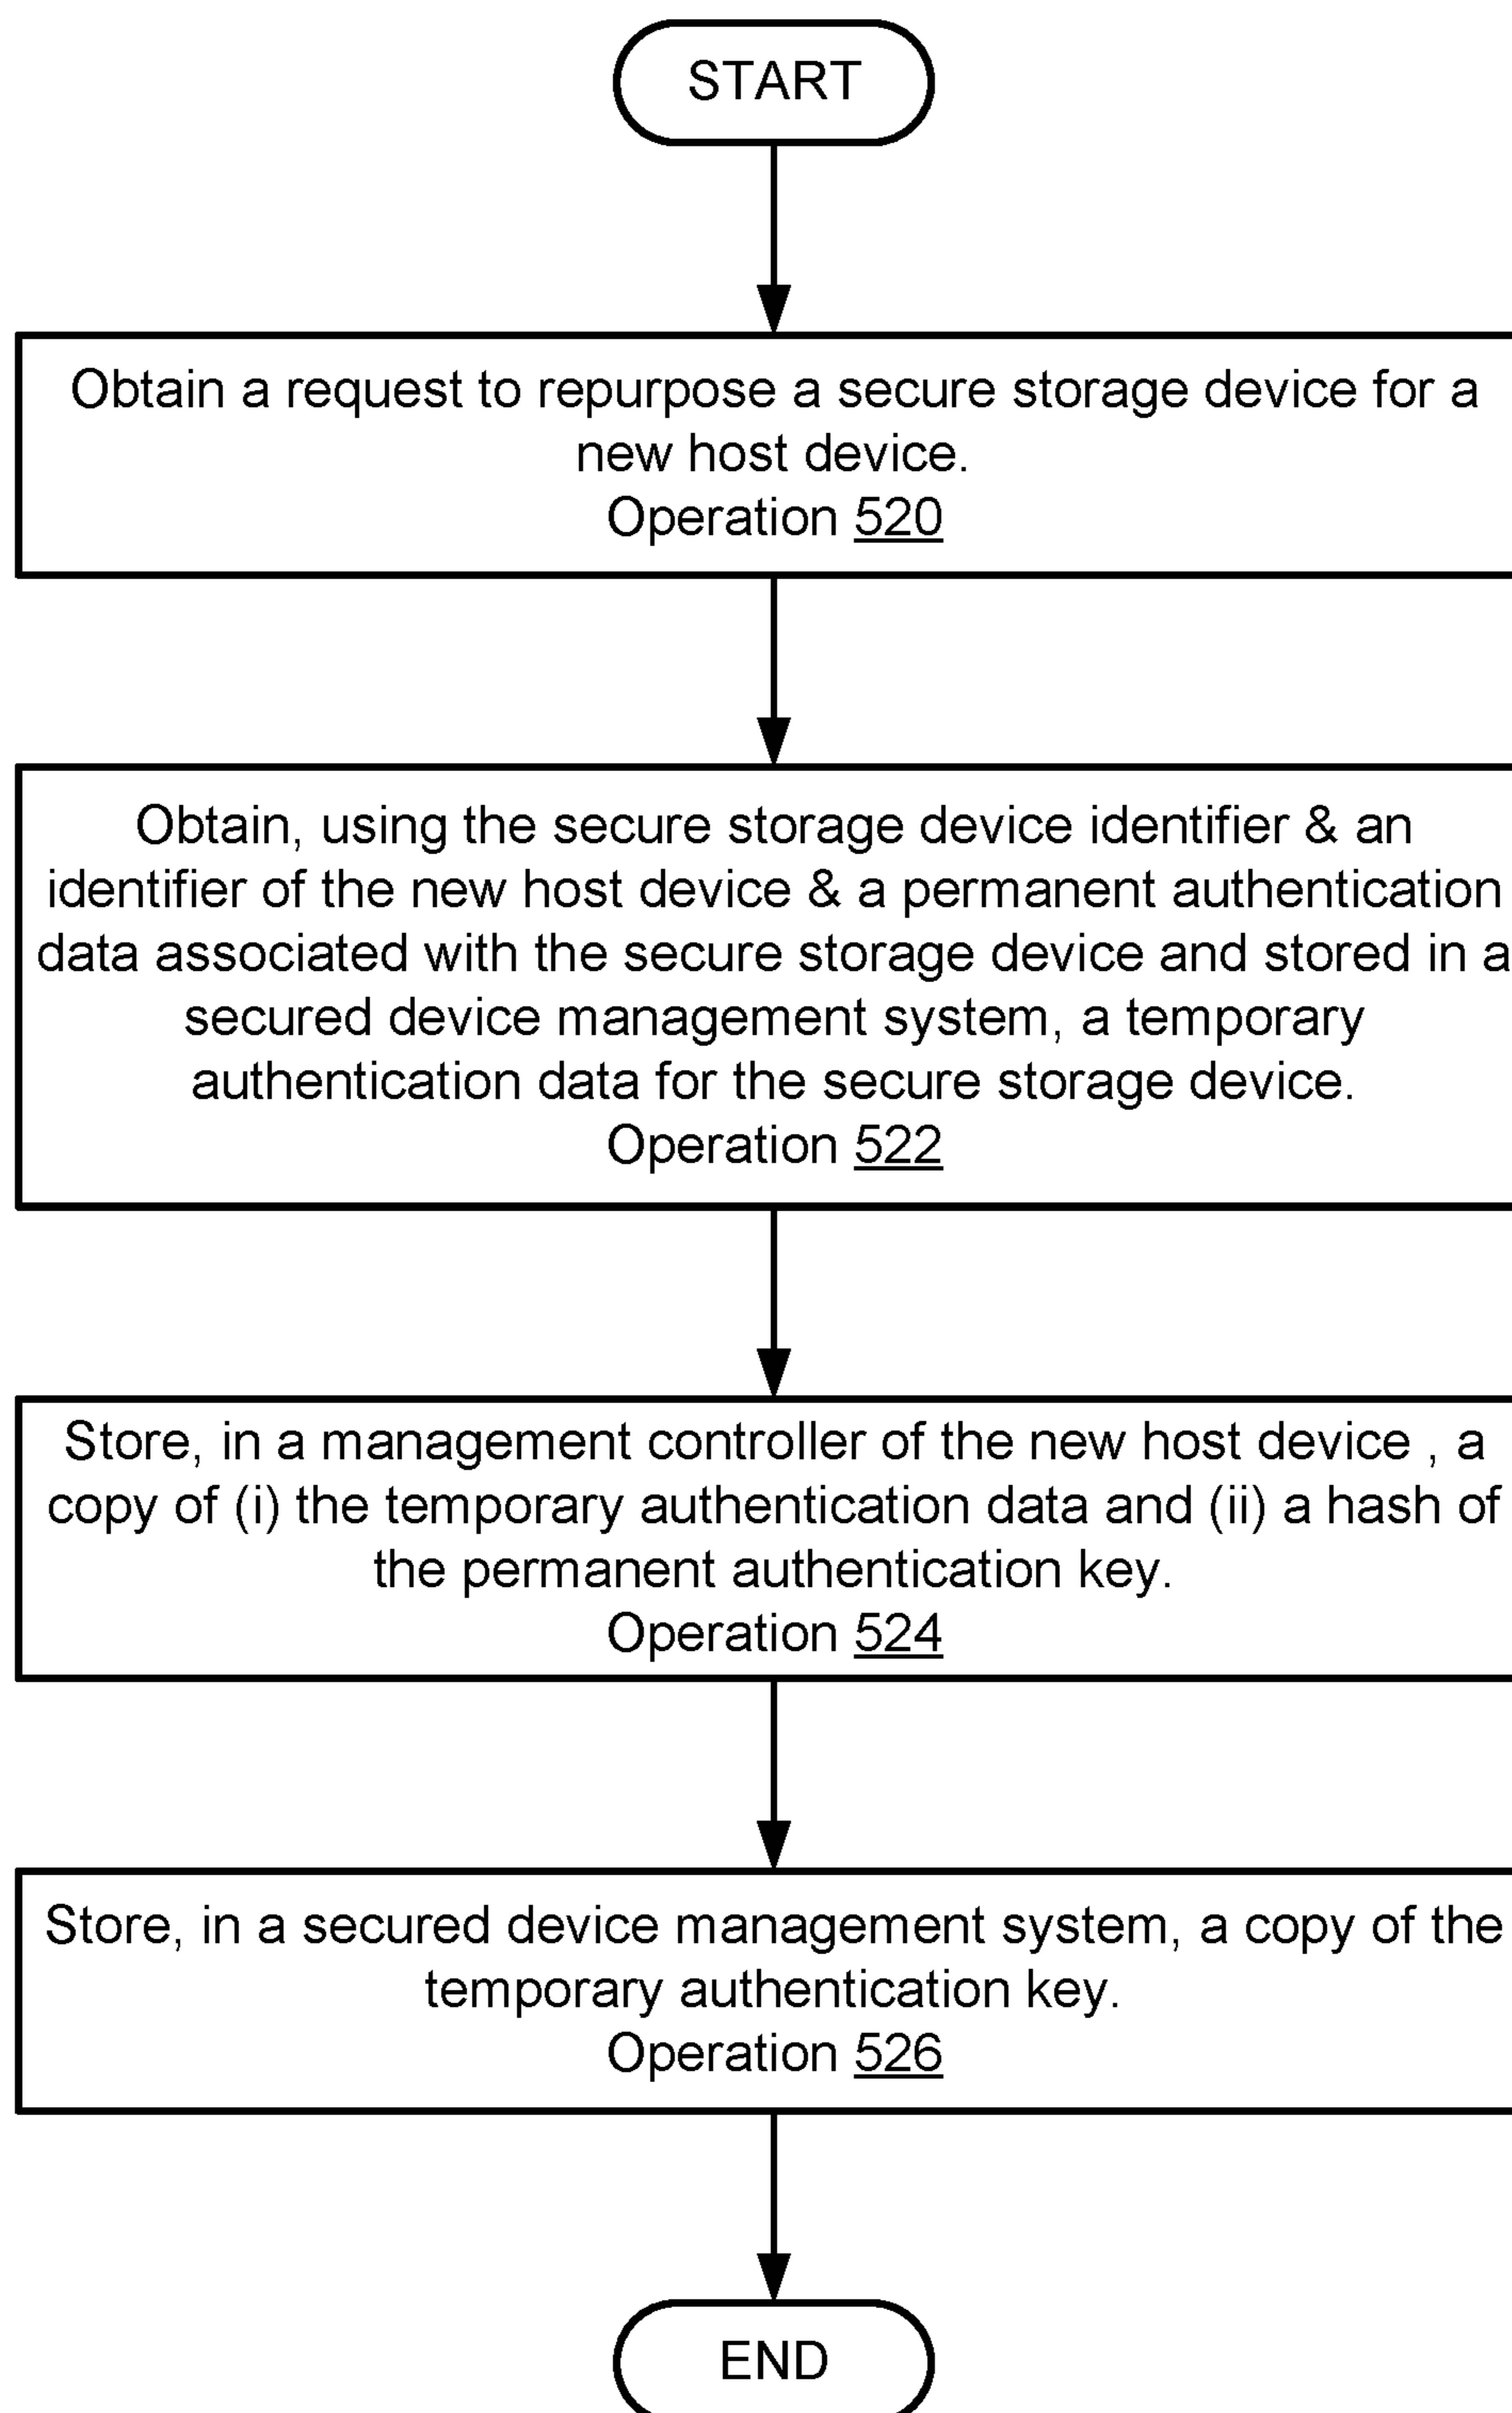 START
Obtain a request to repurpose a secure storage device for a
new host device.
Operation 520
Obtain, using the secure storage device identifier & an
identifier of the new host device & a permanent authentication
data associated with the secure storage device and stored in a
secured device management system, a temporary
authentication data for the secure storage device.
Operation 522
Store, in a management controller of the new host device , a
copy of (i) the temporary authentication data and (ii) a hash of
the permanent authentication key.
Operation 524
Store, in a secured device management system, a copy of the
temporary authentication key.
Operation 526
END